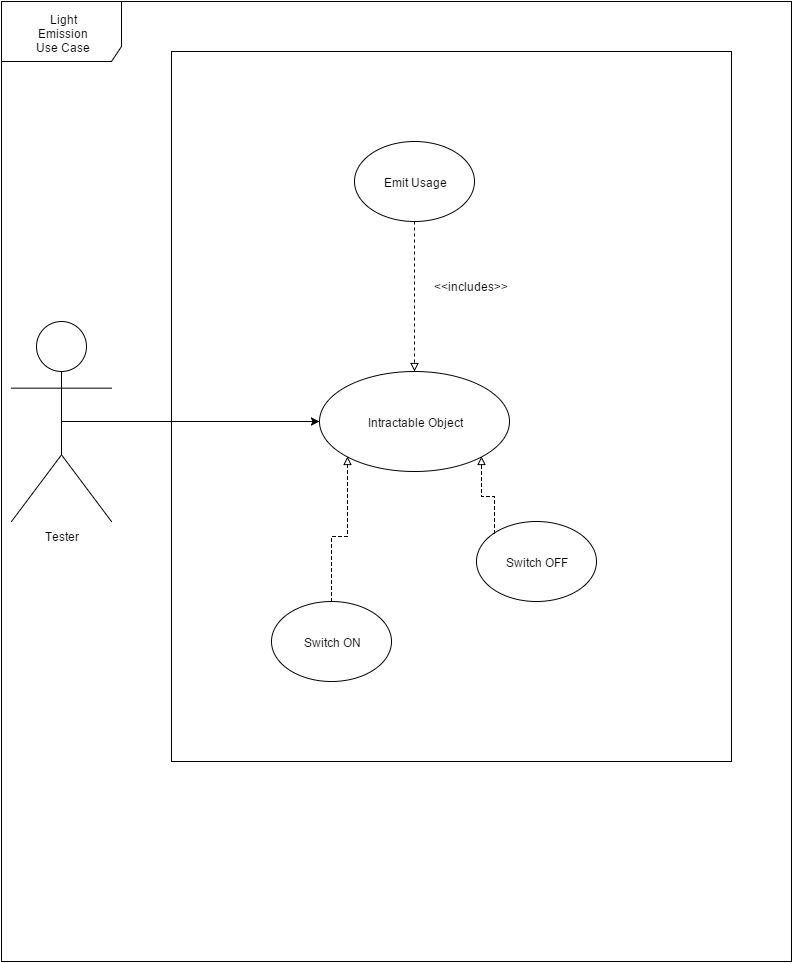 Light
Emission
Use Case
Emit Usage
<<includes>>
Intractable Object
Tester
Switch OFF
Switch ON